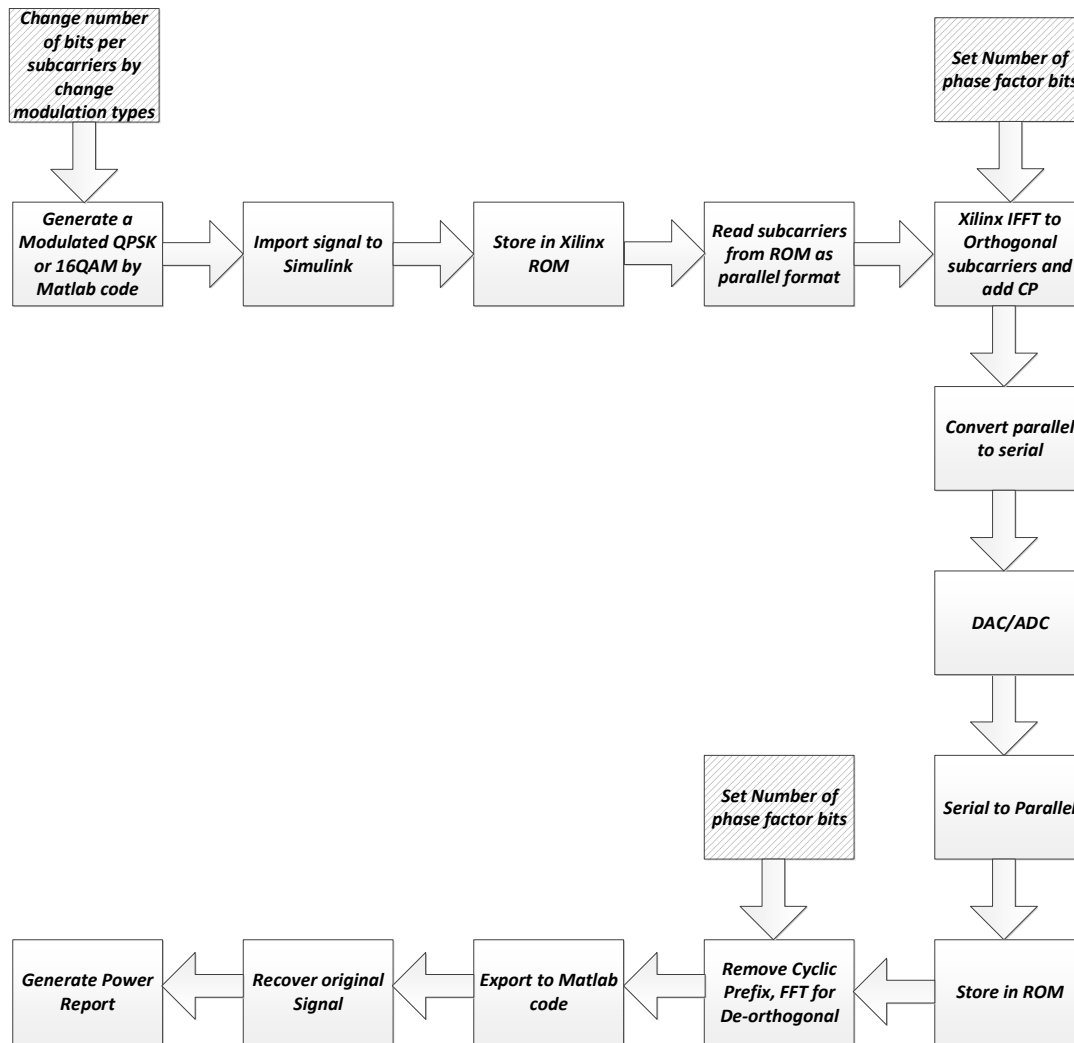 Change number
of bits per
subcarriers by
change
modulation types
Set Number of
phase factor bits
Generate a
Modulated QPSK
or 16QAM by
Matlab code
Import signal to
Simulink
Store in Xilinx
ROM
Read subcarriers
from ROM as
parallel format
Xilinx IFFT to
Orthogonal
subcarriers and
add CP
Convert parallel
to serial
DAC/ADC
Set Number of
phase factor bits
Serial to Parallel
Generate Power
Report
Recover original
Signal
Export to Matlab
code
Remove Cyclic
Prefix, FFT for
De-orthogonal
Store in ROM